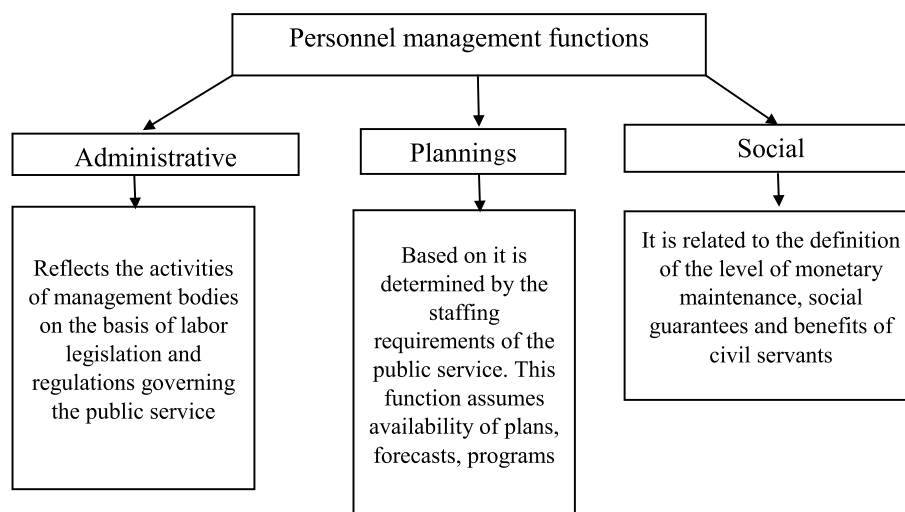 Personnel management functions
Administrative
Plannings
Social
Reflects the activities
of management bodies
on the basis of labor
legislation and
regulations governing
the public service
Based on it is
determined by the
staffing
requirements of the
public service. This
function assumes
availability of plans,
forecasts, programs
It is related to the definition
of the level of monetary
maintenance, social
guarantees and benefits of
civil servants